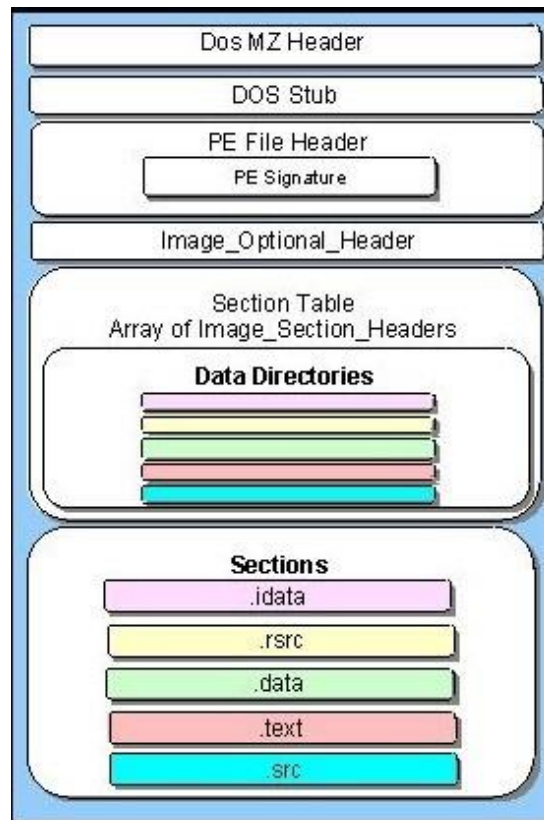 Dos MZ Header
DOS Stub
PE File Header
PE Signature
Image_Optional_Header
Section Table
Array of Image_Section_Headers
Data Directories
Sections
.idata
.rsrc
.data
.text
.src